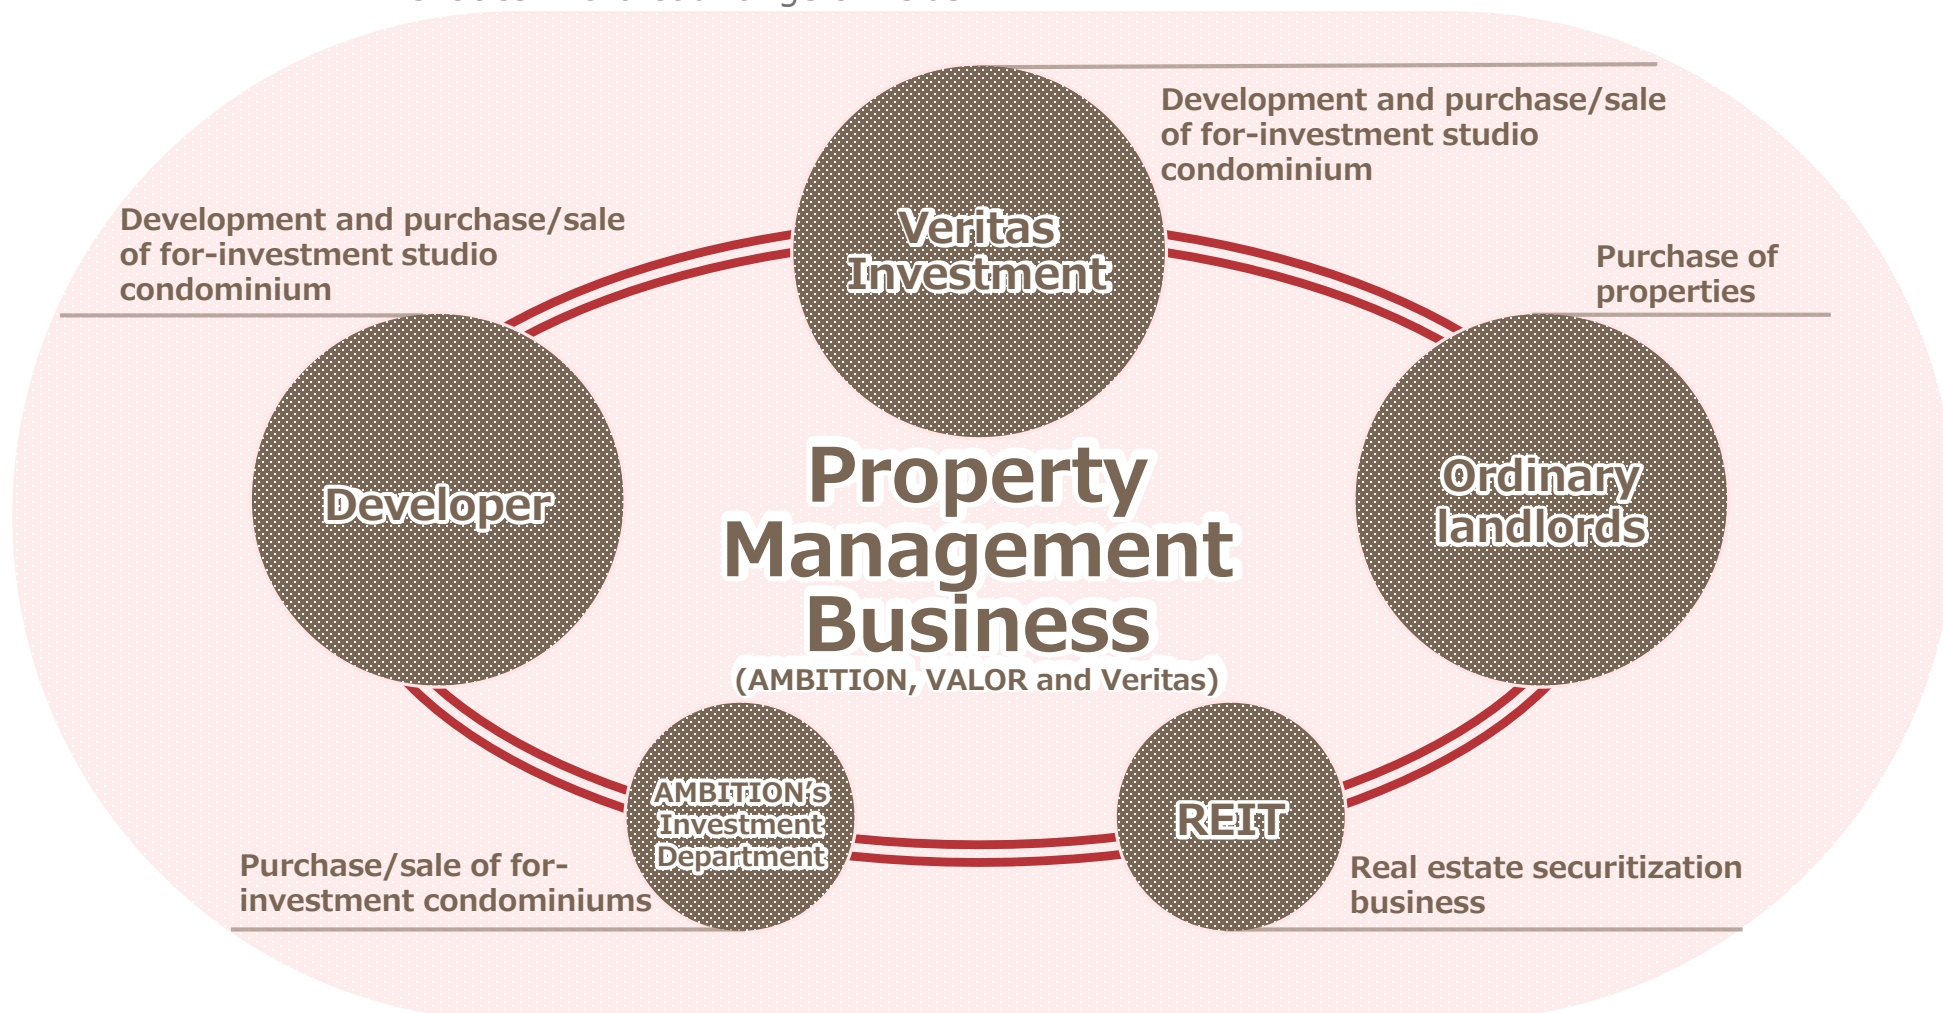 Development and purchase/sale
of for-investment studio
condominium
Veritas
Investment
Development and purchase/sale
of for-investment studio
condominium
Purchase of
properties
Developer
Ordinary
landlords
Property
Management
Business
(AMBITION, VALOR and Veritas)
AMBITION's
Investment
Department
REIT
Purchase/sale of for-
investment condominiums
Real estate securitization
business